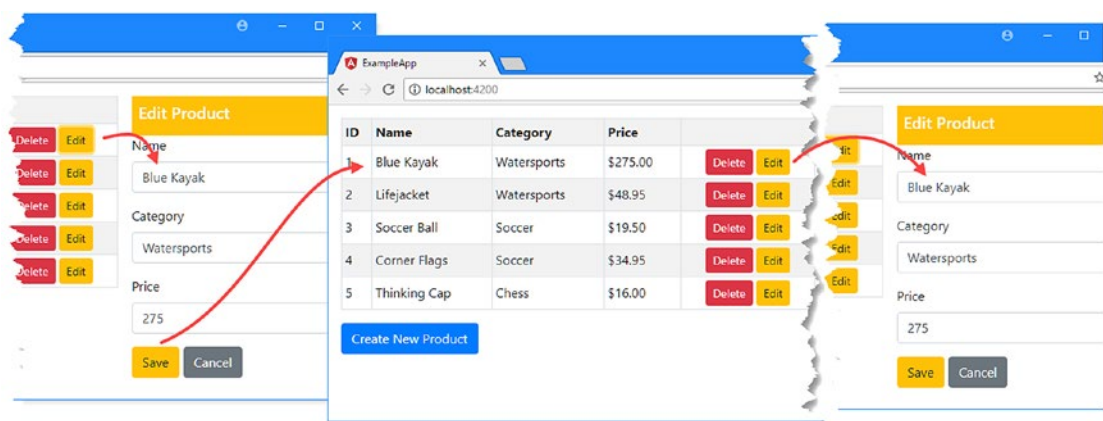 Edit Product
Delete Edit
Name
Delete Edit
Blue Kayak
Delete Edit
Category
Delete Edit
Watersports
Delete Edit
Price
275
Save Cancel
ExampleApp
localhost:4200
ID Name Category Price
1 Blue Kayak Watersports $275.00 Delete Edit
2 Lifejacket Watersports $48.95 Delete Edit
3 Soccer Ball Soccer $19.50 Delete Edit
4 Corner Flags Soccer $34.95 Delete Edit
5 Thinking Cap Chess $16.00 Delete Edit
Create New Product
Edit Product
Edit
Name
Edit
Blue Kayak
Edit
Category
Edit
Watersports
Edit
Price
275
Save Cancel